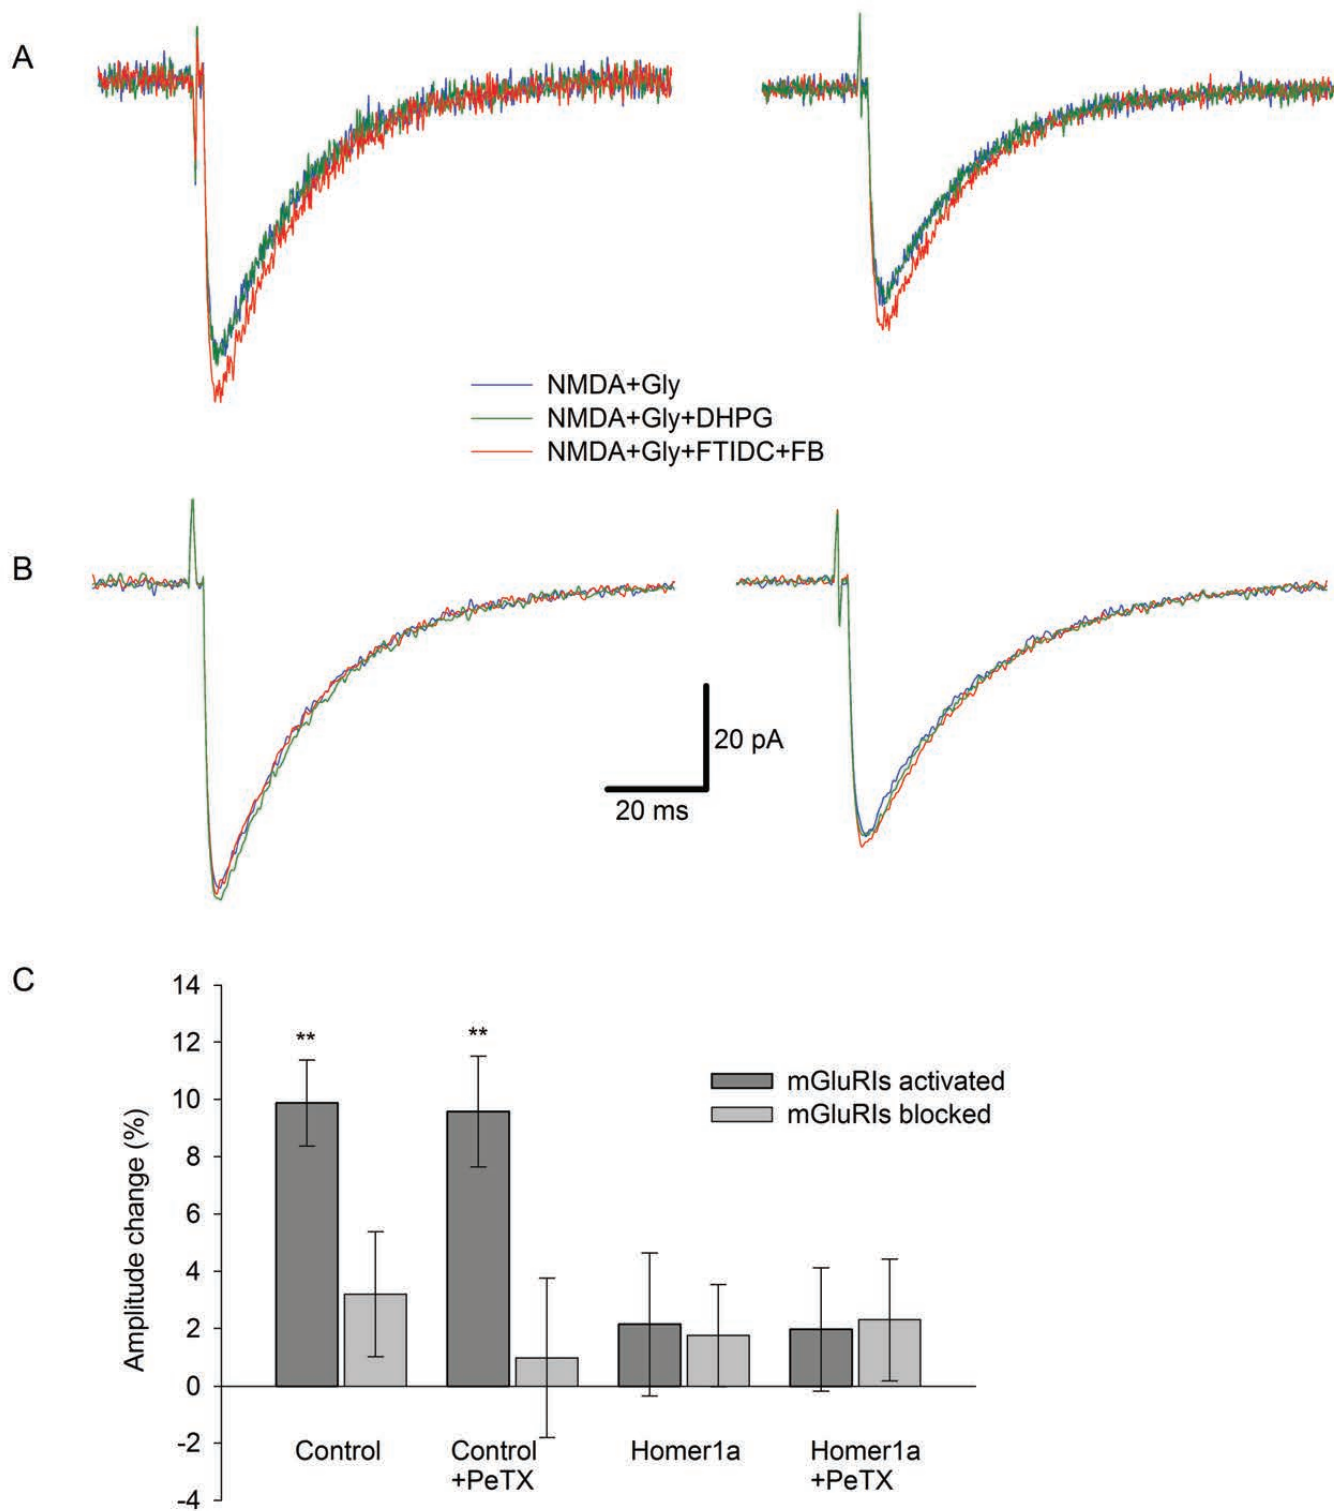 A
NMDA+Gly
NMDA+Gly+DHPG
NMDA+Gly+FTIDC+FB
B
20 pA
20 ms
C
14
12
10
8
6
4
2
0
-2
-4
Amplitude change (%)
**
**
mGluRIs activated
mGluRIs blocked
Control
Control
+PeTX
Homer1a
Homer1a
+PeTX